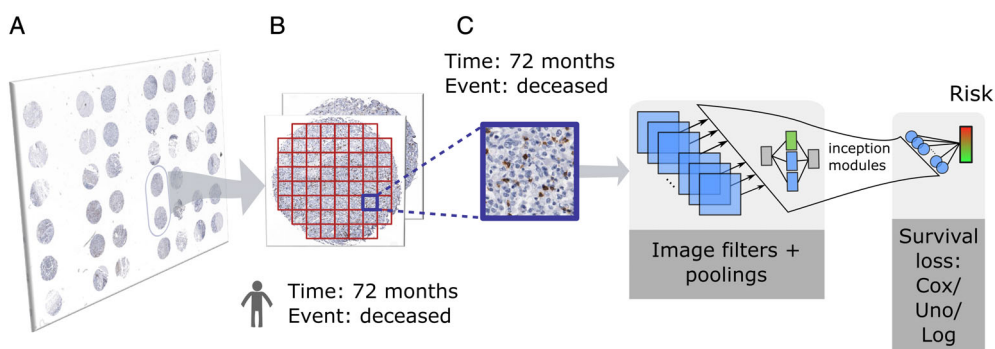 A
B
C
Time: 72 months
Event: deceased
Risk
inception
modules
Image filters +
poolings
Survival
loss:
Cox/
Uno/
Log
Time: 72 months
Event: deceased